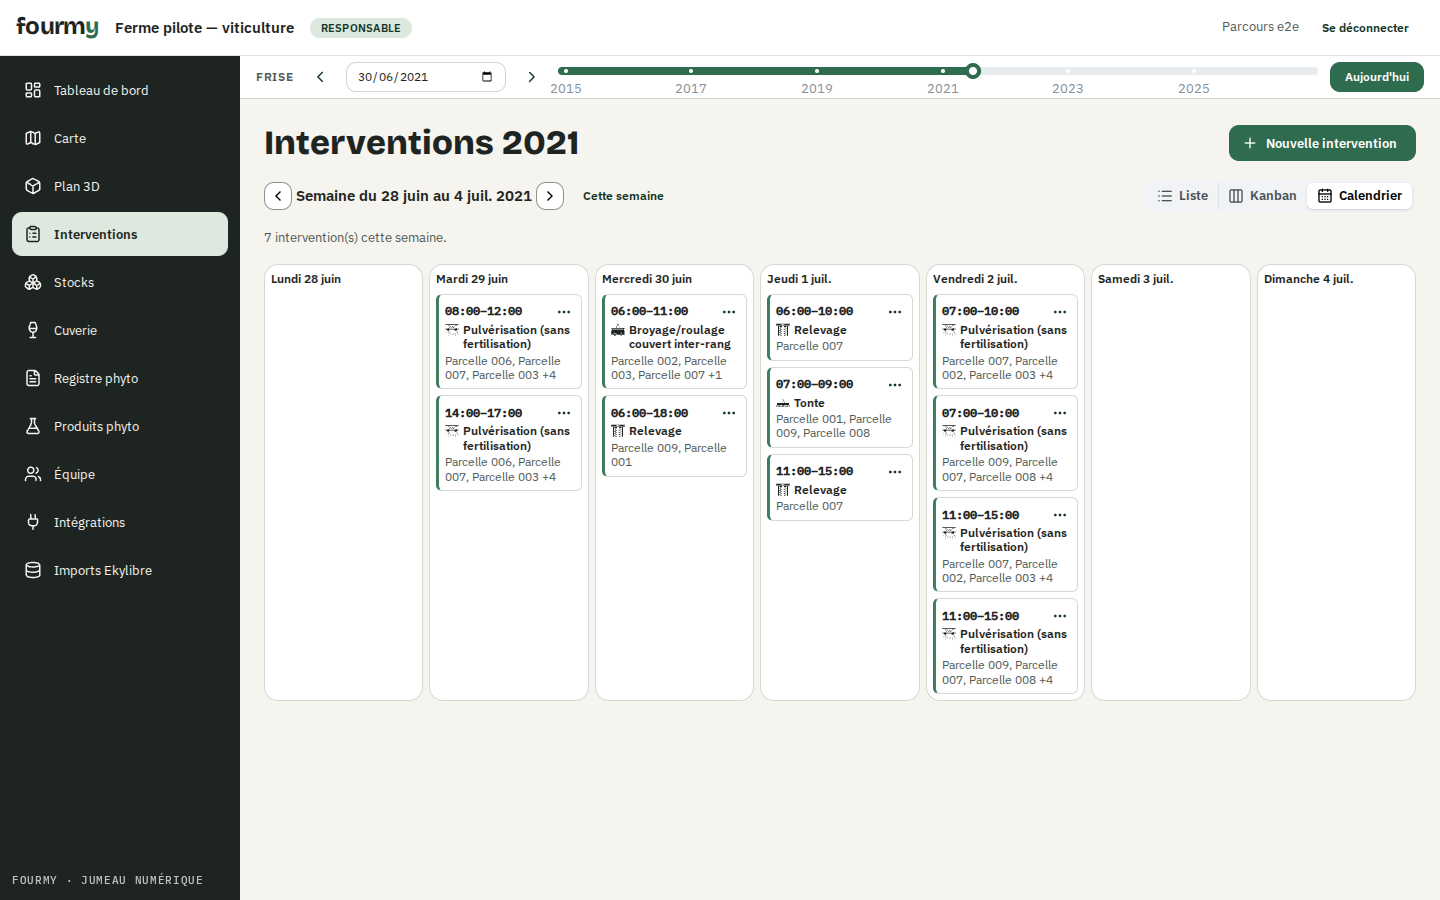 fourmy
Ferme pilote — viticulture
RESPONSABLE
Parcours e2e
Se déconnecter
Tableau de bord
Carte
Plan 3D
Interventions
Stocks
Cuverie
Registre phyto
Produits phyto
Équipe
Intégrations
Imports Ekylibre
FOURMY · JUMEAU NUMÉRIQUE
FRISE
30/06/2021
2015
2017
2019
2021
2023
2025
Aujourd'hui
Interventions 2021
Nouvelle intervention
Semaine du 28 juin au 4 juil. 2021
Cette semaine
Liste
Kanban
Calendrier
7 intervention(s) cette semaine.
Lundi 28 juin
Mardi 29 juin
08:00–12:00
Pulvérisation (sans
fertilisation)
Parcelle 006, Parcelle
007, Parcelle 003 +4
14:00–17:00
Pulvérisation (sans
fertilisation)
Parcelle 006, Parcelle
007, Parcelle 003 +4
Mercredi 30 juin
06:00–11:00
Broyage/roulage
couvert inter-rang
Parcelle 002, Parcelle
003, Parcelle 007 +1
06:00–18:00
Relevage
Parcelle 009, Parcelle
001
Jeudi 1 juil.
06:00–10:00
Relevage
Parcelle 007
07:00–09:00
Tonte
Parcelle 001, Parcelle
009, Parcelle 008
11:00–15:00
Relevage
Parcelle 007
Vendredi 2 juil.
07:00–10:00
Pulvérisation (sans
fertilisation)
Parcelle 007, Parcelle
002, Parcelle 003 +4
07:00–10:00
Pulvérisation (sans
fertilisation)
Parcelle 009, Parcelle
007, Parcelle 008 +4
11:00–15:00
Pulvérisation (sans
fertilisation)
Parcelle 007, Parcelle
002, Parcelle 003 +4
11:00–15:00
Pulvérisation (sans
fertilisation)
Parcelle 009, Parcelle
007, Parcelle 008 +4
Samedi 3 juil.
Dimanche 4 juil.